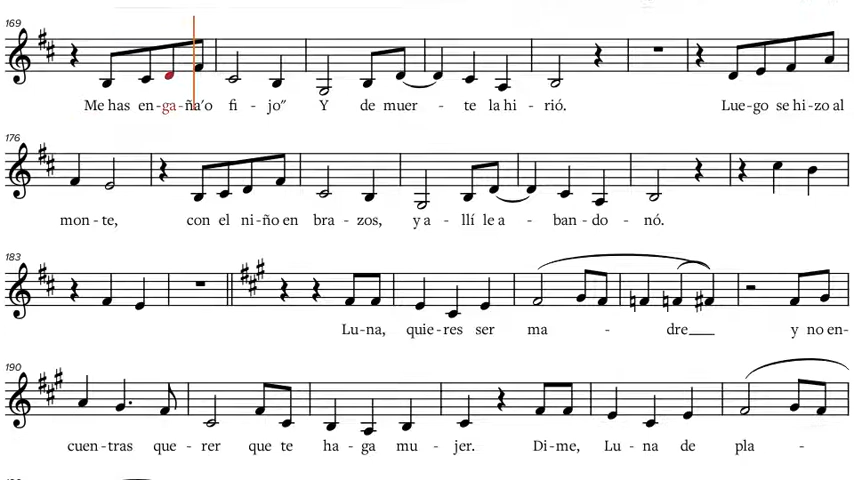 169
Me has en-ga-ña'o fi - jo" Y de muer - te la hi - rió. Lue-go se hi-zo al
176
mon-te, con el ni-ño en bra-zos, y a-llí le a - ban-do-nó.
183
Lu-na, quie-res ser ma - dre__ y no en-
190
cuen-tras que-rer que te ha-ga mu-jer. Di-me, Lu-na de pla -